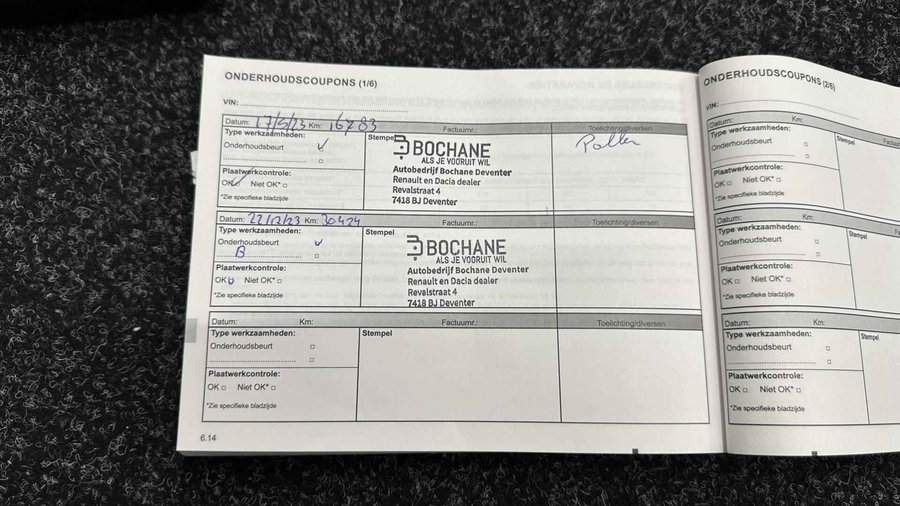 ONDERHOUDSCOUPONS (1/6)
VIN:
Datum: 17/5/23 Km: 16783 Factuurnr.: Toelichting/diversen
Type werkzaamheden:
Onderhoudsbeurt
Plaatwerkcontrole:
OK Niet OK*
*Zie specifieke bladzijde
Stempel
BOCHANE
ALS JE VOORUIT WIL
Autobedrijf Bochane Deventer
Renault en Dacia dealer
Revalstraat 4
7418 BJ Deventer
Datum: 22/12/23 Km: 30424 Factuurnr.: Toelichting/diversen
Type werkzaamheden:
Onderhoudsbeurt
B
Plaatwerkcontrole:
OK Niet OK*
*Zie specifieke bladzijde
Stempel
BOCHANE
ALS JE VOORUIT WIL
Autobedrijf Bochane Deventer
Renault en Dacia dealer
Revalstraat 4
7418 BJ Deventer
Datum: Km: Factuurnr.: Toelichting/diversen
Type werkzaamheden:
Onderhoudsbeurt
Plaatwerkcontrole:
OK Niet OK*
*Zie specifieke bladzijde
Stempel
6.14
ONDERHOUDSCOUPONS (2/6)
VIN:
Datum: Km:
Type werkzaamheden:
Onderhoudsbeurt
Plaatwerkcontrole:
OK Niet OK*
*Zie specifieke bladzijde
Stempel
Datum: Km:
Type werkzaamheden:
Onderhoudsbeurt
Plaatwerkcontrole:
OK Niet OK*
*Zie specifieke bladzijde
Stempel
Datum: Km:
Type werkzaamheden:
Onderhoudsbeurt
Plaatwerkcontrole:
OK Niet OK*
*Zie specifieke bladzijde
Stempel